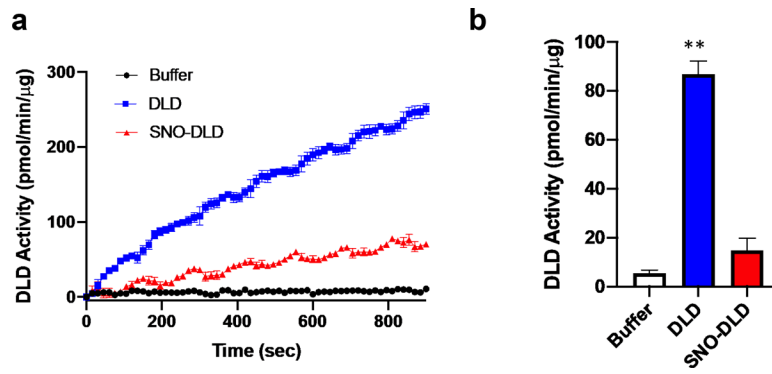 a
Buffer
DLD
SNO-DLD
DLD Activity (pmol/min/µg)
300
200
100
0
0
200
400
600
800
Time (sec)
b
**
DLD Activity (pmol/min/µg)
100
80
60
40
20
0
Buffer
DLD
SNO-DLD